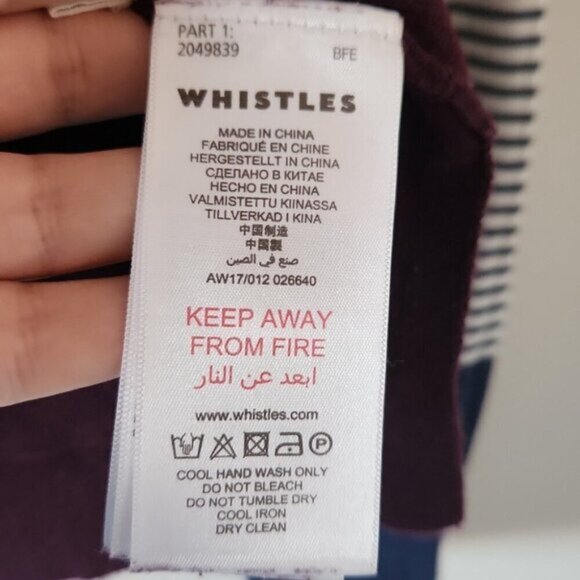 PART 1:
2049839 BFE
WHISTLES
MADE IN CHINA
FABRIQUÉ EN CHINE
HERGESTELLT IN CHINA
СДЕЛАНО В КИТАЕ
HECHO EN CHINA
VALMISTETTU KIINASSA
TILLVERKAD I KINA
中国制造
中國製
صنع في الصين
AW17/012 026640
KEEP AWAY
FROM FIRE
ابعد عن النار
www.whistles.com
P
COOL HAND WASH ONLY
DO NOT BLEACH
DO NOT TUMBLE DRY
COOL IRON
DRY CLEAN